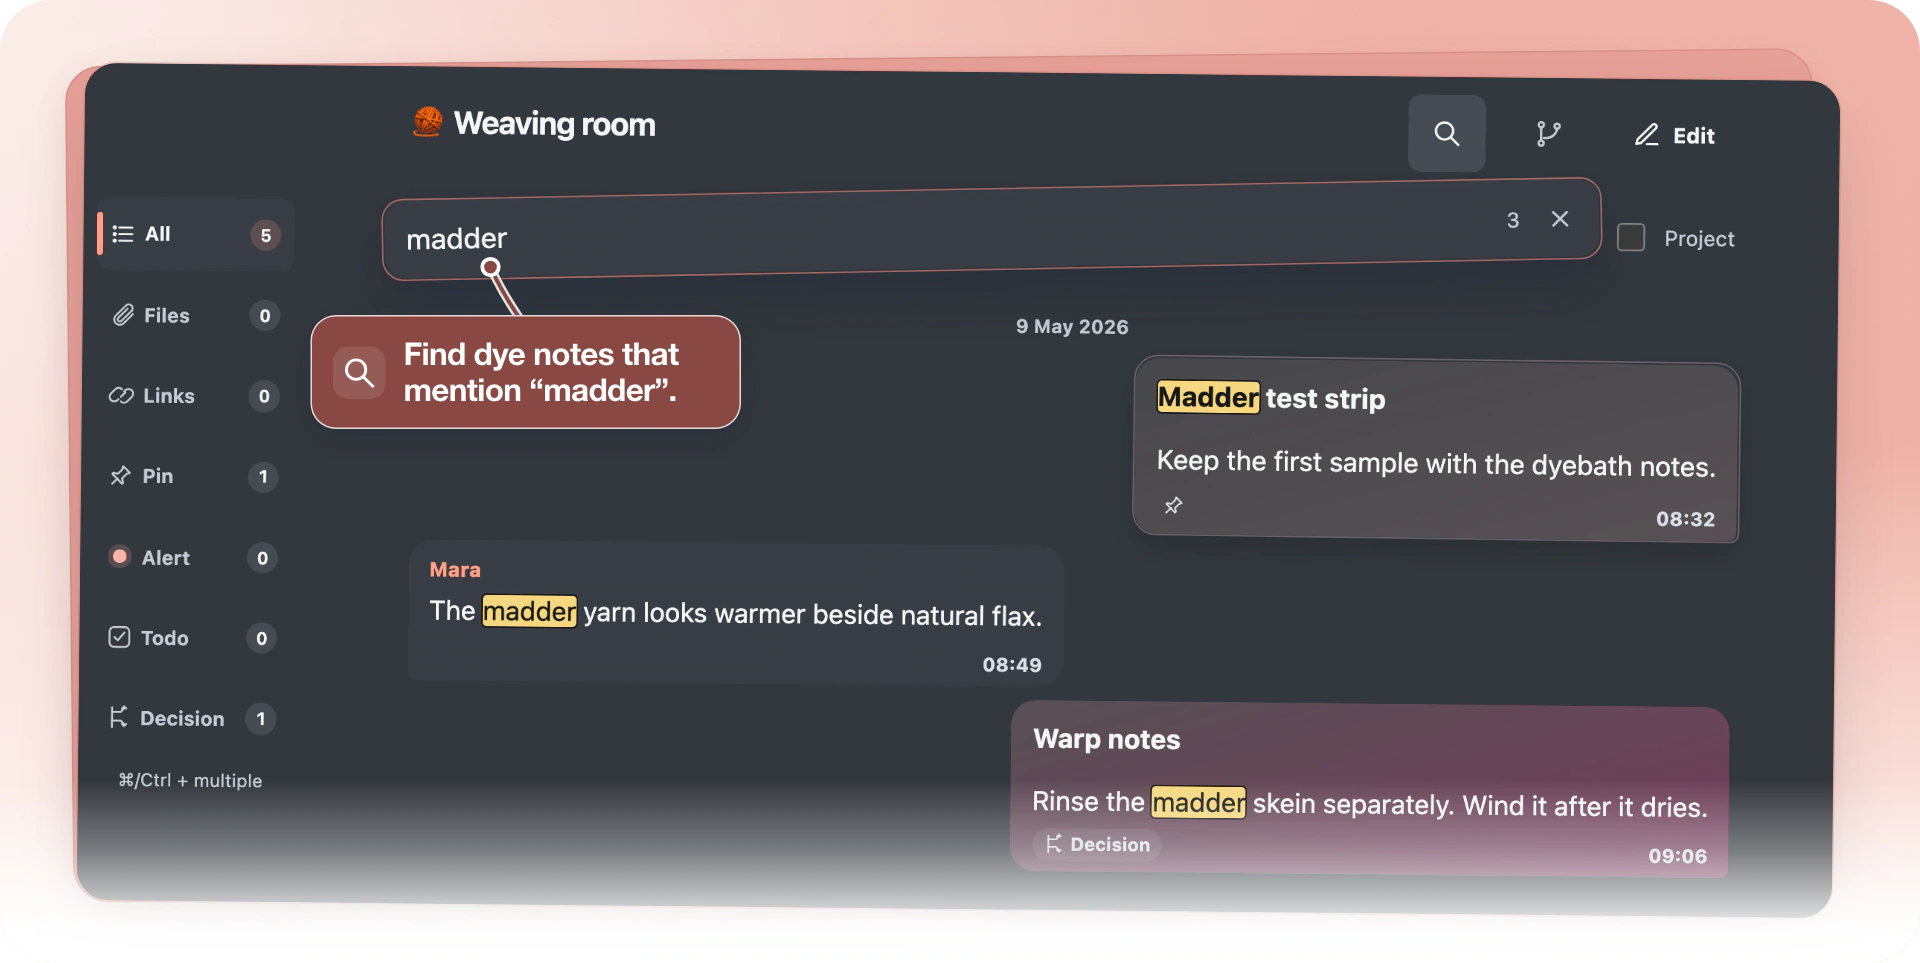 Weaving room
Edit
All 5
madder 3
Project
Files 0
Find dye notes that
mention “madder”.
9 May 2026
Links 0
Madder test strip
Keep the first sample with the dyebath notes.
08:32
Pin 1
Alert 0
Mara
The madder yarn looks warmer beside natural flax.
08:49
Todo 0
Decision 1
⌘/Ctrl + multiple
Warp notes
Rinse the madder skein separately. Wind it after it dries.
Decision
09:06